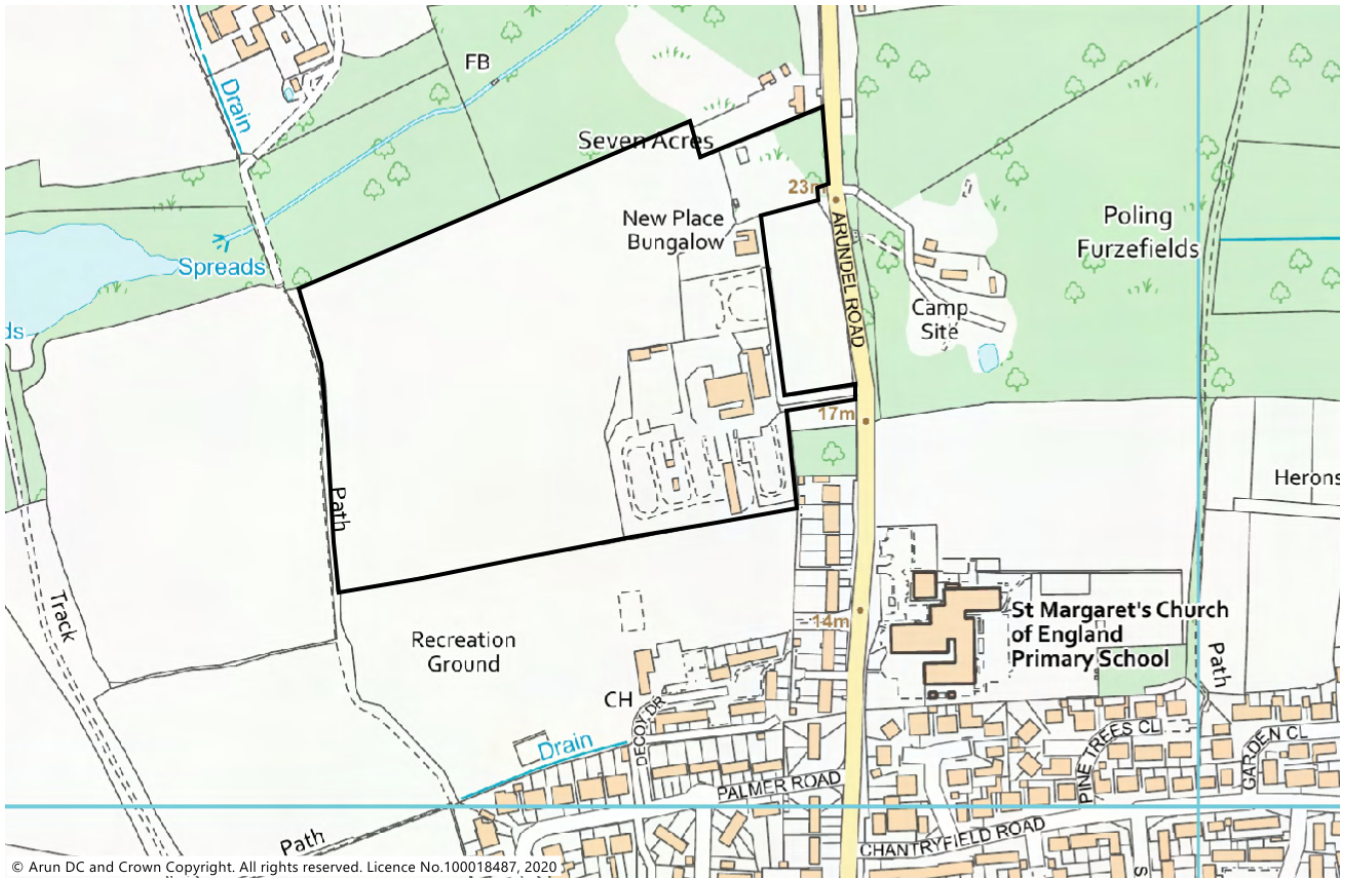 FB
Drain
Seven Acres
23m
New Place
Bungalow
Poling
Furzefields
Spreads
ARUNDEL ROAD
Camp
Site
ds
17m
Herons
Path
Track
St Margaret's Church
of England
Primary School
14m
Recreation
Ground
Path
CH
DECOY DR
Drain
PINE TREES CL
GARDEN CL
PALMER ROAD
Path
CHANTRYFIELD ROAD
S
© Arun DC and Crown Copyright. All rights reserved. Licence No.100018487, 2020